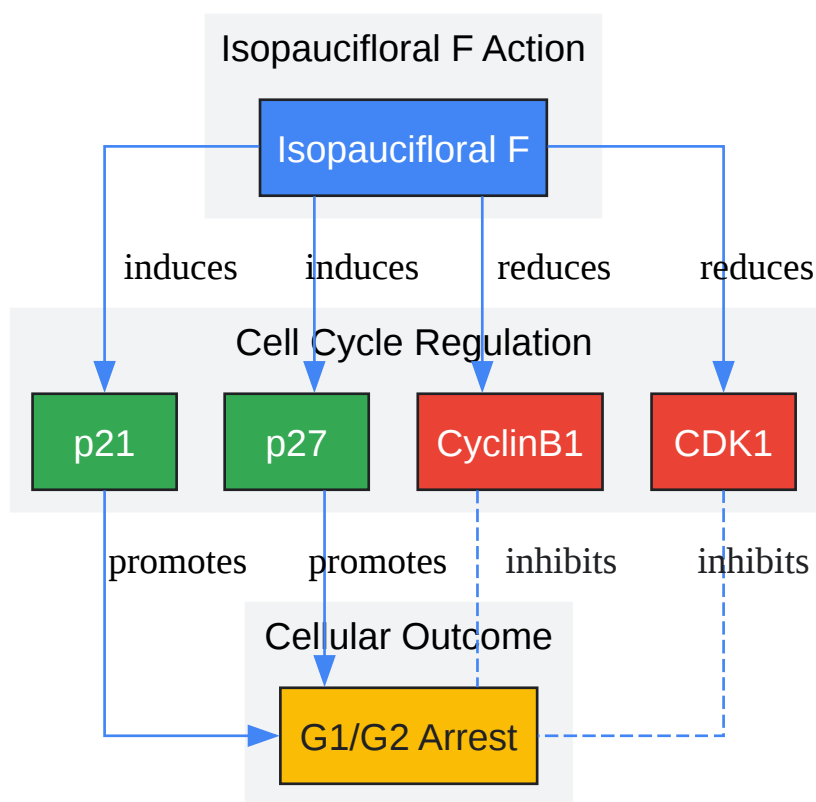 Isopaucifloral F Action
Isopaucifloral F
induces induces reduces reduces
Cell Cycle Regulation
p21 p27 CyclinB1 CDK1
promotes promotes inhibits inhibits
Cellular Outcome
G1/G2 Arrest